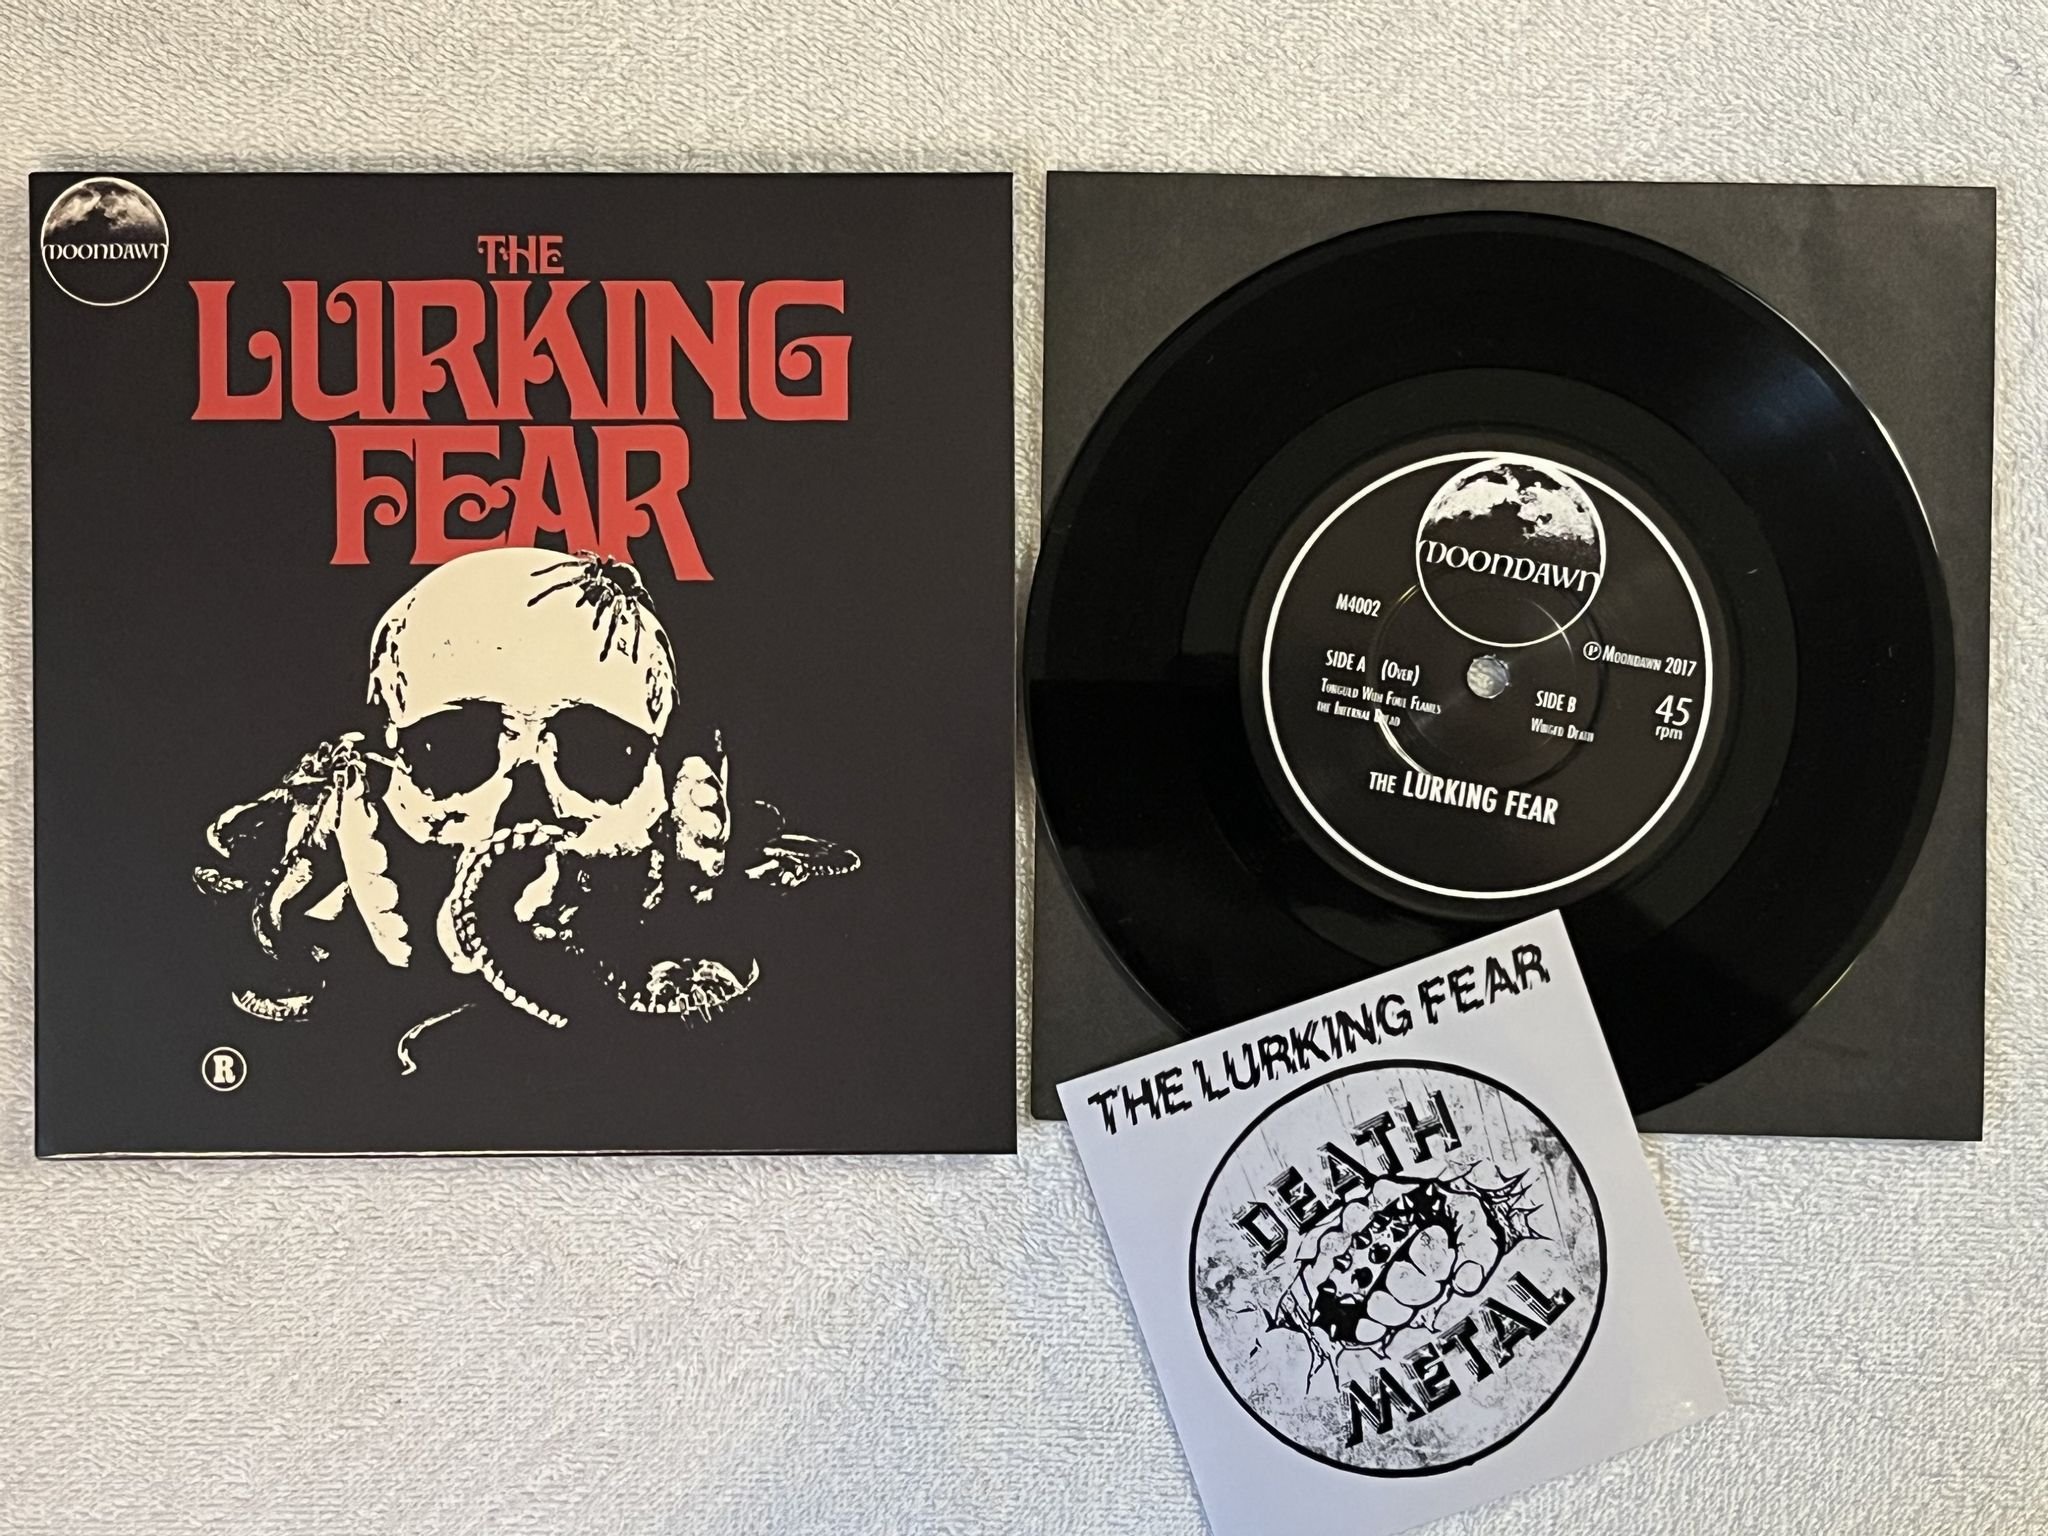 MOONDAWN
THE
LURKING
FEAR
R
MOONDAWN
M4002
℗ Moondawn 2017
SIDE A (Over)
Tongued With Foul Flames
the Infernal Dread
SIDE B
Winged Death
45
rpm
THE LURKING FEAR
THE LURKING FEAR
DEATH
METAL